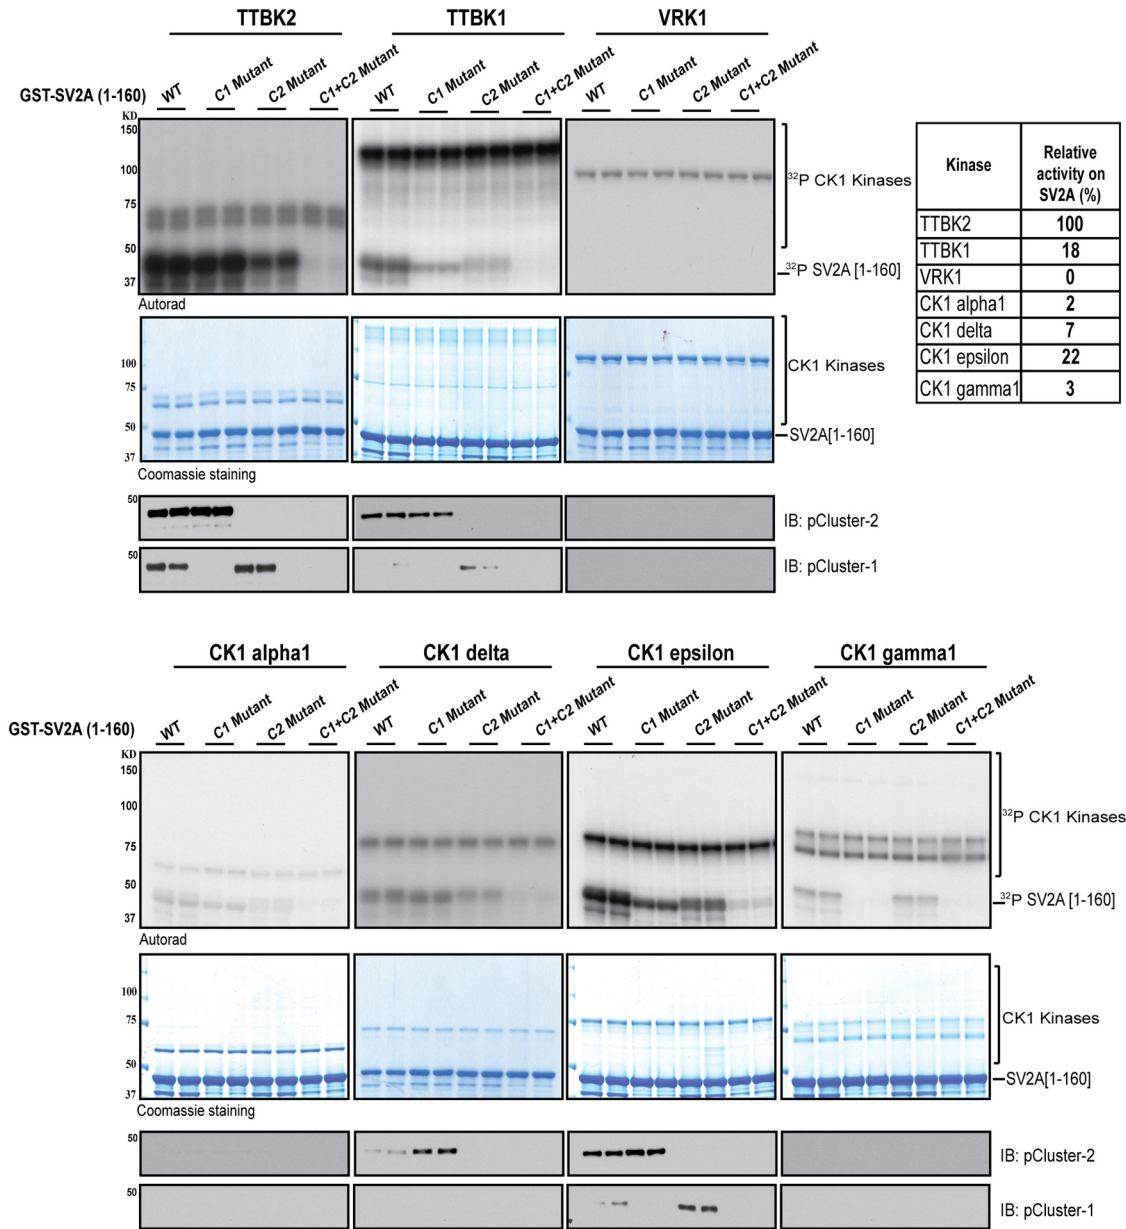 TTBK2 TTBK1 VRK1
GST-SV2A (1-160) WT C1 Mutant C2 Mutant C1+C2 Mutant WT C1 Mutant C2 Mutant C1+C2 Mutant WT C1 Mutant C2 Mutant C1+C2 Mutant
KD
150
100
75
50
37
32P CK1 Kinases
32P SV2A [1-160]
Autorad
100
75
50
37
CK1 Kinases
SV2A[1-160]
Coomassie staining
50
IB: pCluster-2
50
IB: pCluster-1
Kinase Relative activity on SV2A (%)
TTBK2 100
TTBK1 18
VRK1 0
CK1 alpha1 2
CK1 delta 7
CK1 epsilon 22
CK1 gamma1 3
CK1 alpha1 CK1 delta CK1 epsilon CK1 gamma1
GST-SV2A (1-160) WT C1 Mutant C2 Mutant C1+C2 Mutant WT C1 Mutant C2 Mutant C1+C2 Mutant WT C1 Mutant C2 Mutant C1+C2 Mutant WT C1 Mutant C2 Mutant C1+C2 Mutant
KD
150
100
75
50
37
32P CK1 Kinases
32P SV2A [1-160]
Autorad
100
75
50
37
CK1 Kinases
SV2A[1-160]
Coomassie staining
50
IB: pCluster-2
50
IB: pCluster-1